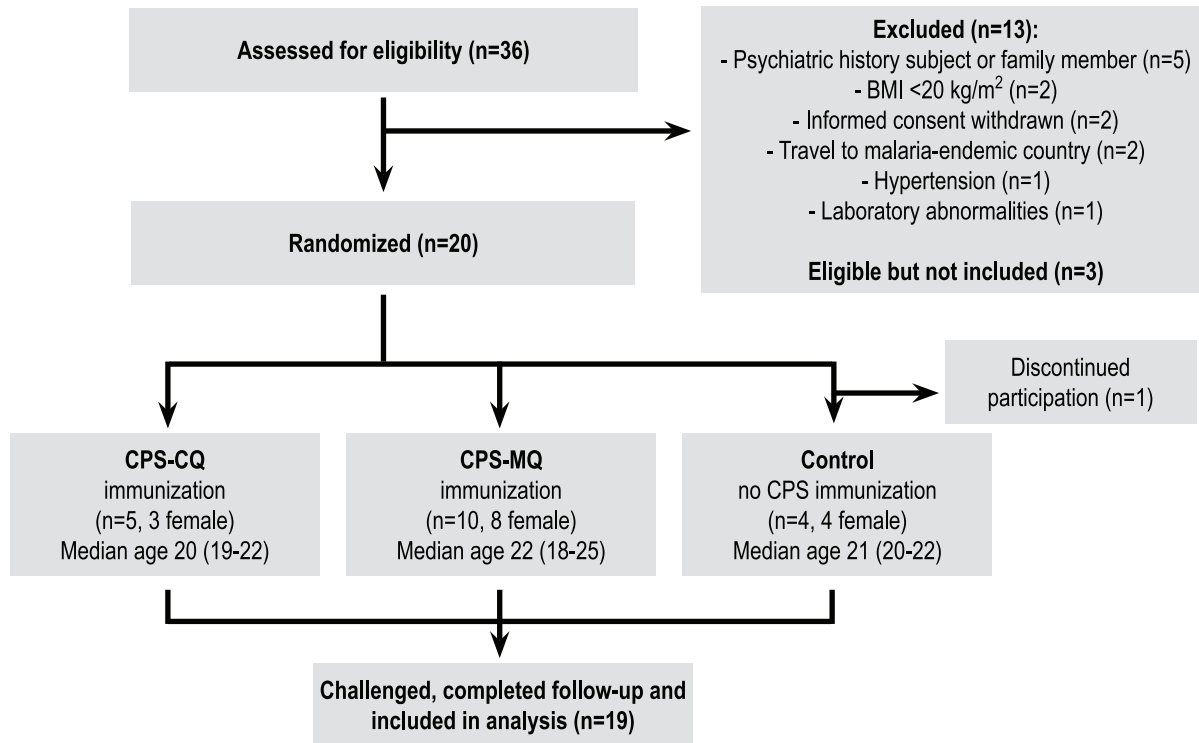 Assessed for eligibility (n=36)
Excluded (n=13):
- Psychiatric history subject or family member (n=5)
- BMI <20 kg/m² (n=2)
- Informed consent withdrawn (n=2)
- Travel to malaria-endemic country (n=2)
- Hypertension (n=1)
- Laboratory abnormalities (n=1)
Eligible but not included (n=3)
Randomized (n=20)
Discontinued
participation (n=1)
CPS-CQ
immunization
(n=5, 3 female)
Median age 20 (19-22)
CPS-MQ
immunization
(n=10, 8 female)
Median age 22 (18-25)
Control
no CPS immunization
(n=4, 4 female)
Median age 21 (20-22)
Challenged, completed follow-up and
included in analysis (n=19)